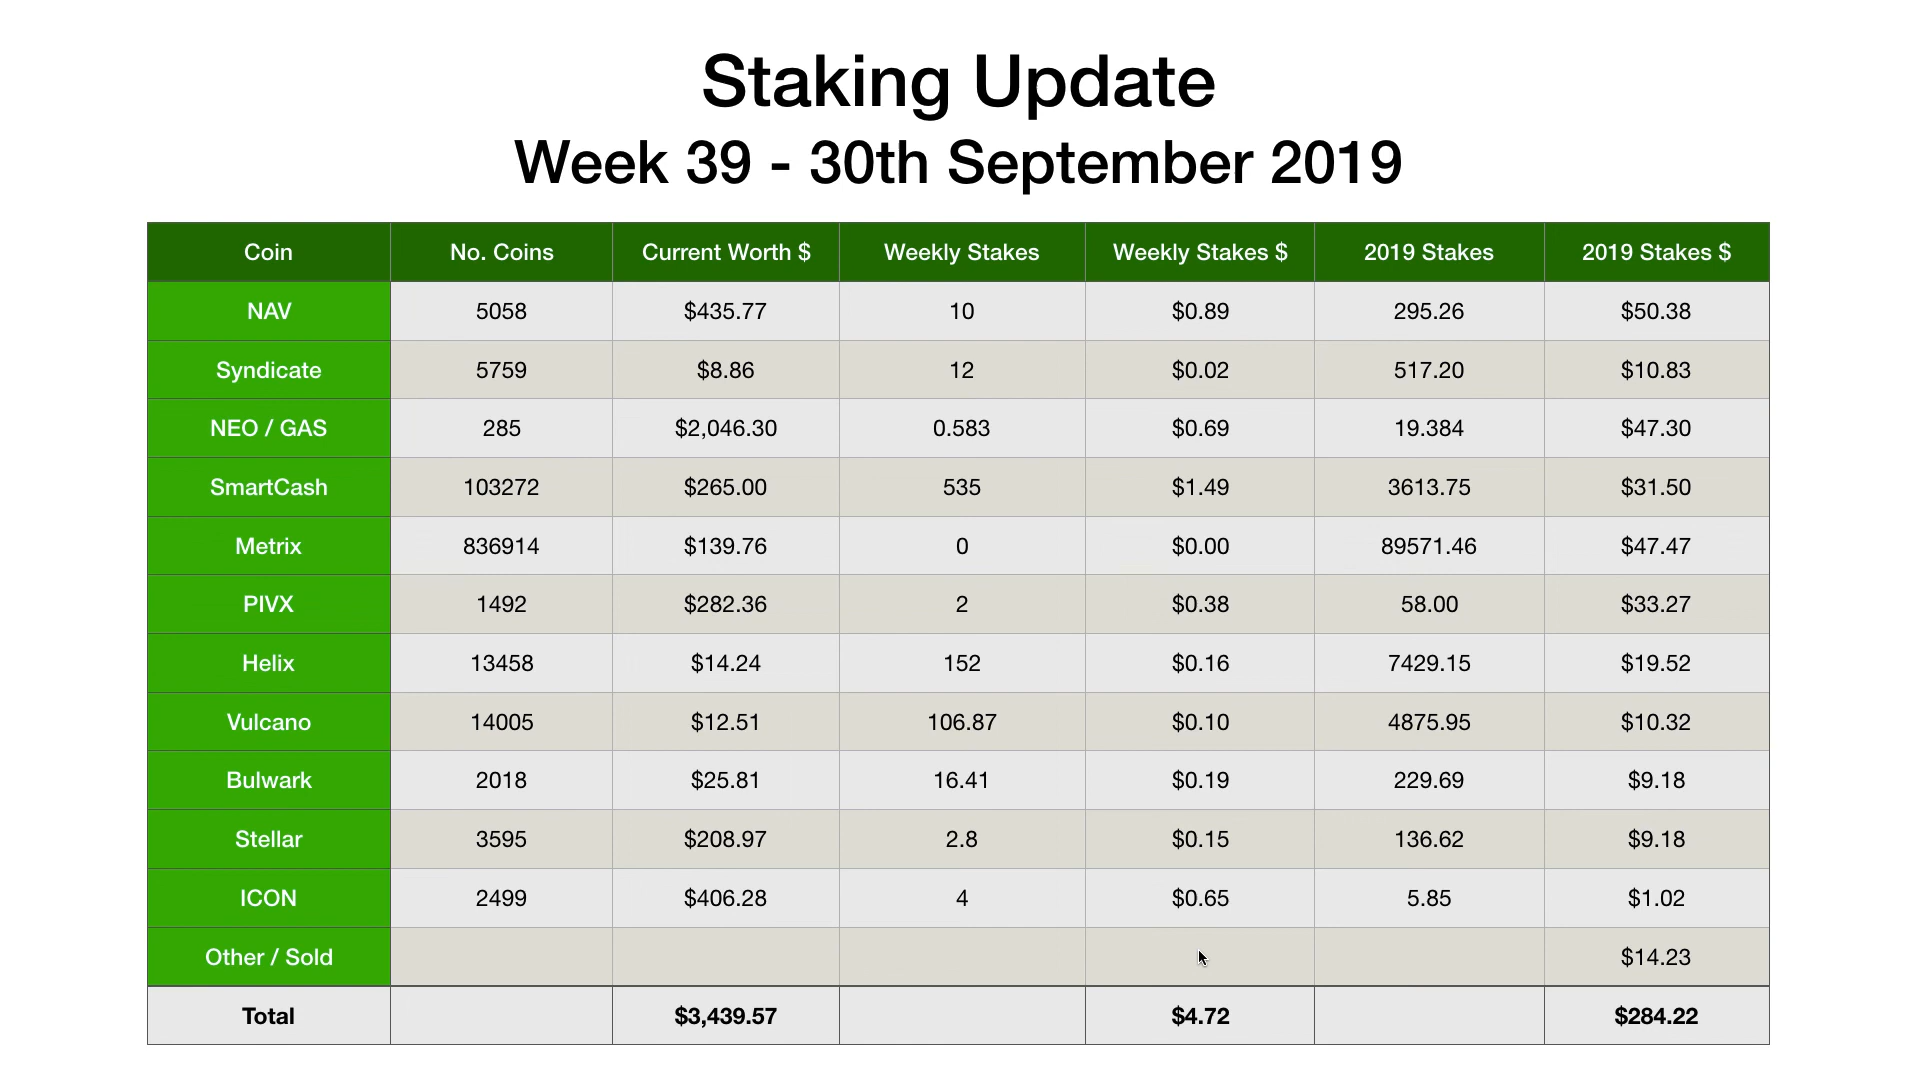 Staking Update
Week 39 - 30th September 2019
Coin No. Coins Current Worth $ Weekly Stakes Weekly Stakes $ 2019 Stakes 2019 Stakes $
NAV 5058 $435.77 10 $0.89 295.26 $50.38
Syndicate 5759 $8.86 12 $0.02 517.20 $10.83
NEO / GAS 285 $2,046.30 0.583 $0.69 19.384 $47.30
SmartCash 103272 $265.00 535 $1.49 3613.75 $31.50
Metrix 836914 $139.76 0 $0.00 89571.46 $47.47
PIVX 1492 $282.36 2 $0.38 58.00 $33.27
Helix 13458 $14.24 152 $0.16 7429.15 $19.52
Vulcano 14005 $12.51 106.87 $0.10 4875.95 $10.32
Bulwark 2018 $25.81 16.41 $0.19 229.69 $9.18
Stellar 3595 $208.97 2.8 $0.15 136.62 $9.18
ICON 2499 $406.28 4 $0.65 5.85 $1.02
Other / Sold $14.23
Total $3,439.57 $4.72 $284.22